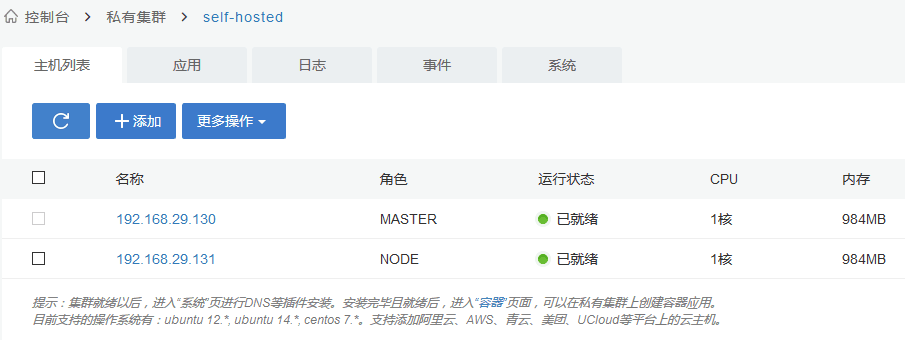 控制台 > 私有集群 > self-hosted
主机列表 应用 日志 事件 系统
添加 更多操作
名称 角色 运行状态 CPU 内存
192.168.29.130 MASTER 已就绪 1核 984MB
192.168.29.131 NODE 已就绪 1核 984MB
提示：集群就绪以后，进入“系统”页进行DNS等插件安装。安装完毕且就绪后，进入“容器”页面，可以在私有集群上创建容器应用。
目前支持的操作系统有：ubuntu 12.*, ubuntu 14.*, centos 7.*。支持添加阿里云、AWS、青云、美团、UCloud等平台上的云主机。